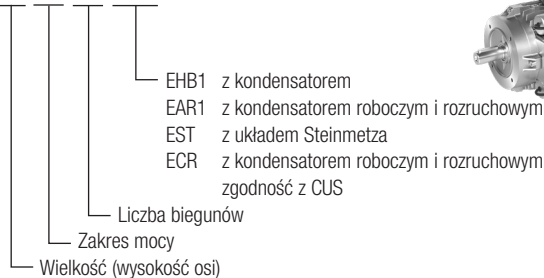 EHB1 z kondensatorem
EAR1 z kondensatorem roboczym i rozruchowym
EST z układem Steinmetza
ECR z kondensatorem roboczym i rozruchowym
zgodność z CUS
Liczba biegunów
Zakres mocy
Wielkość (wysokość osi)